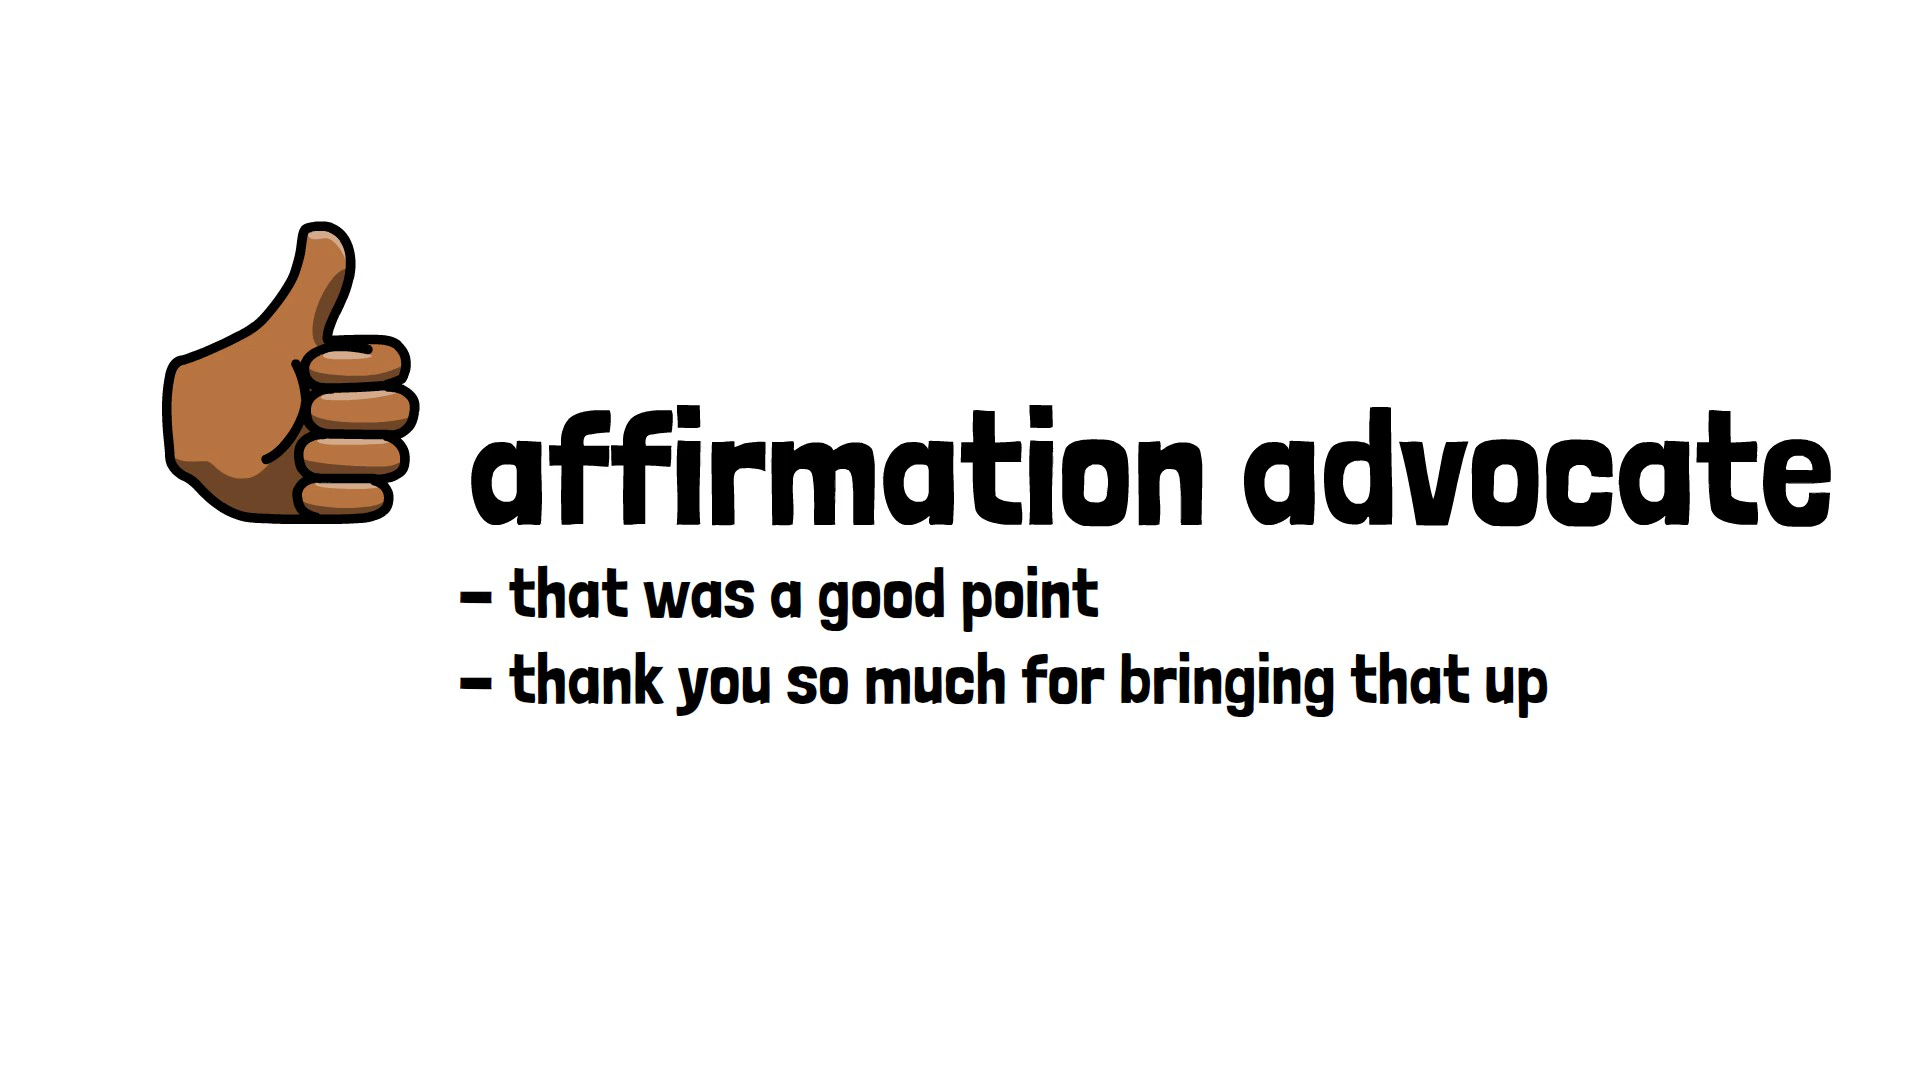 affirmation advocate
- that was a good point
- thank you so much for bringing that up